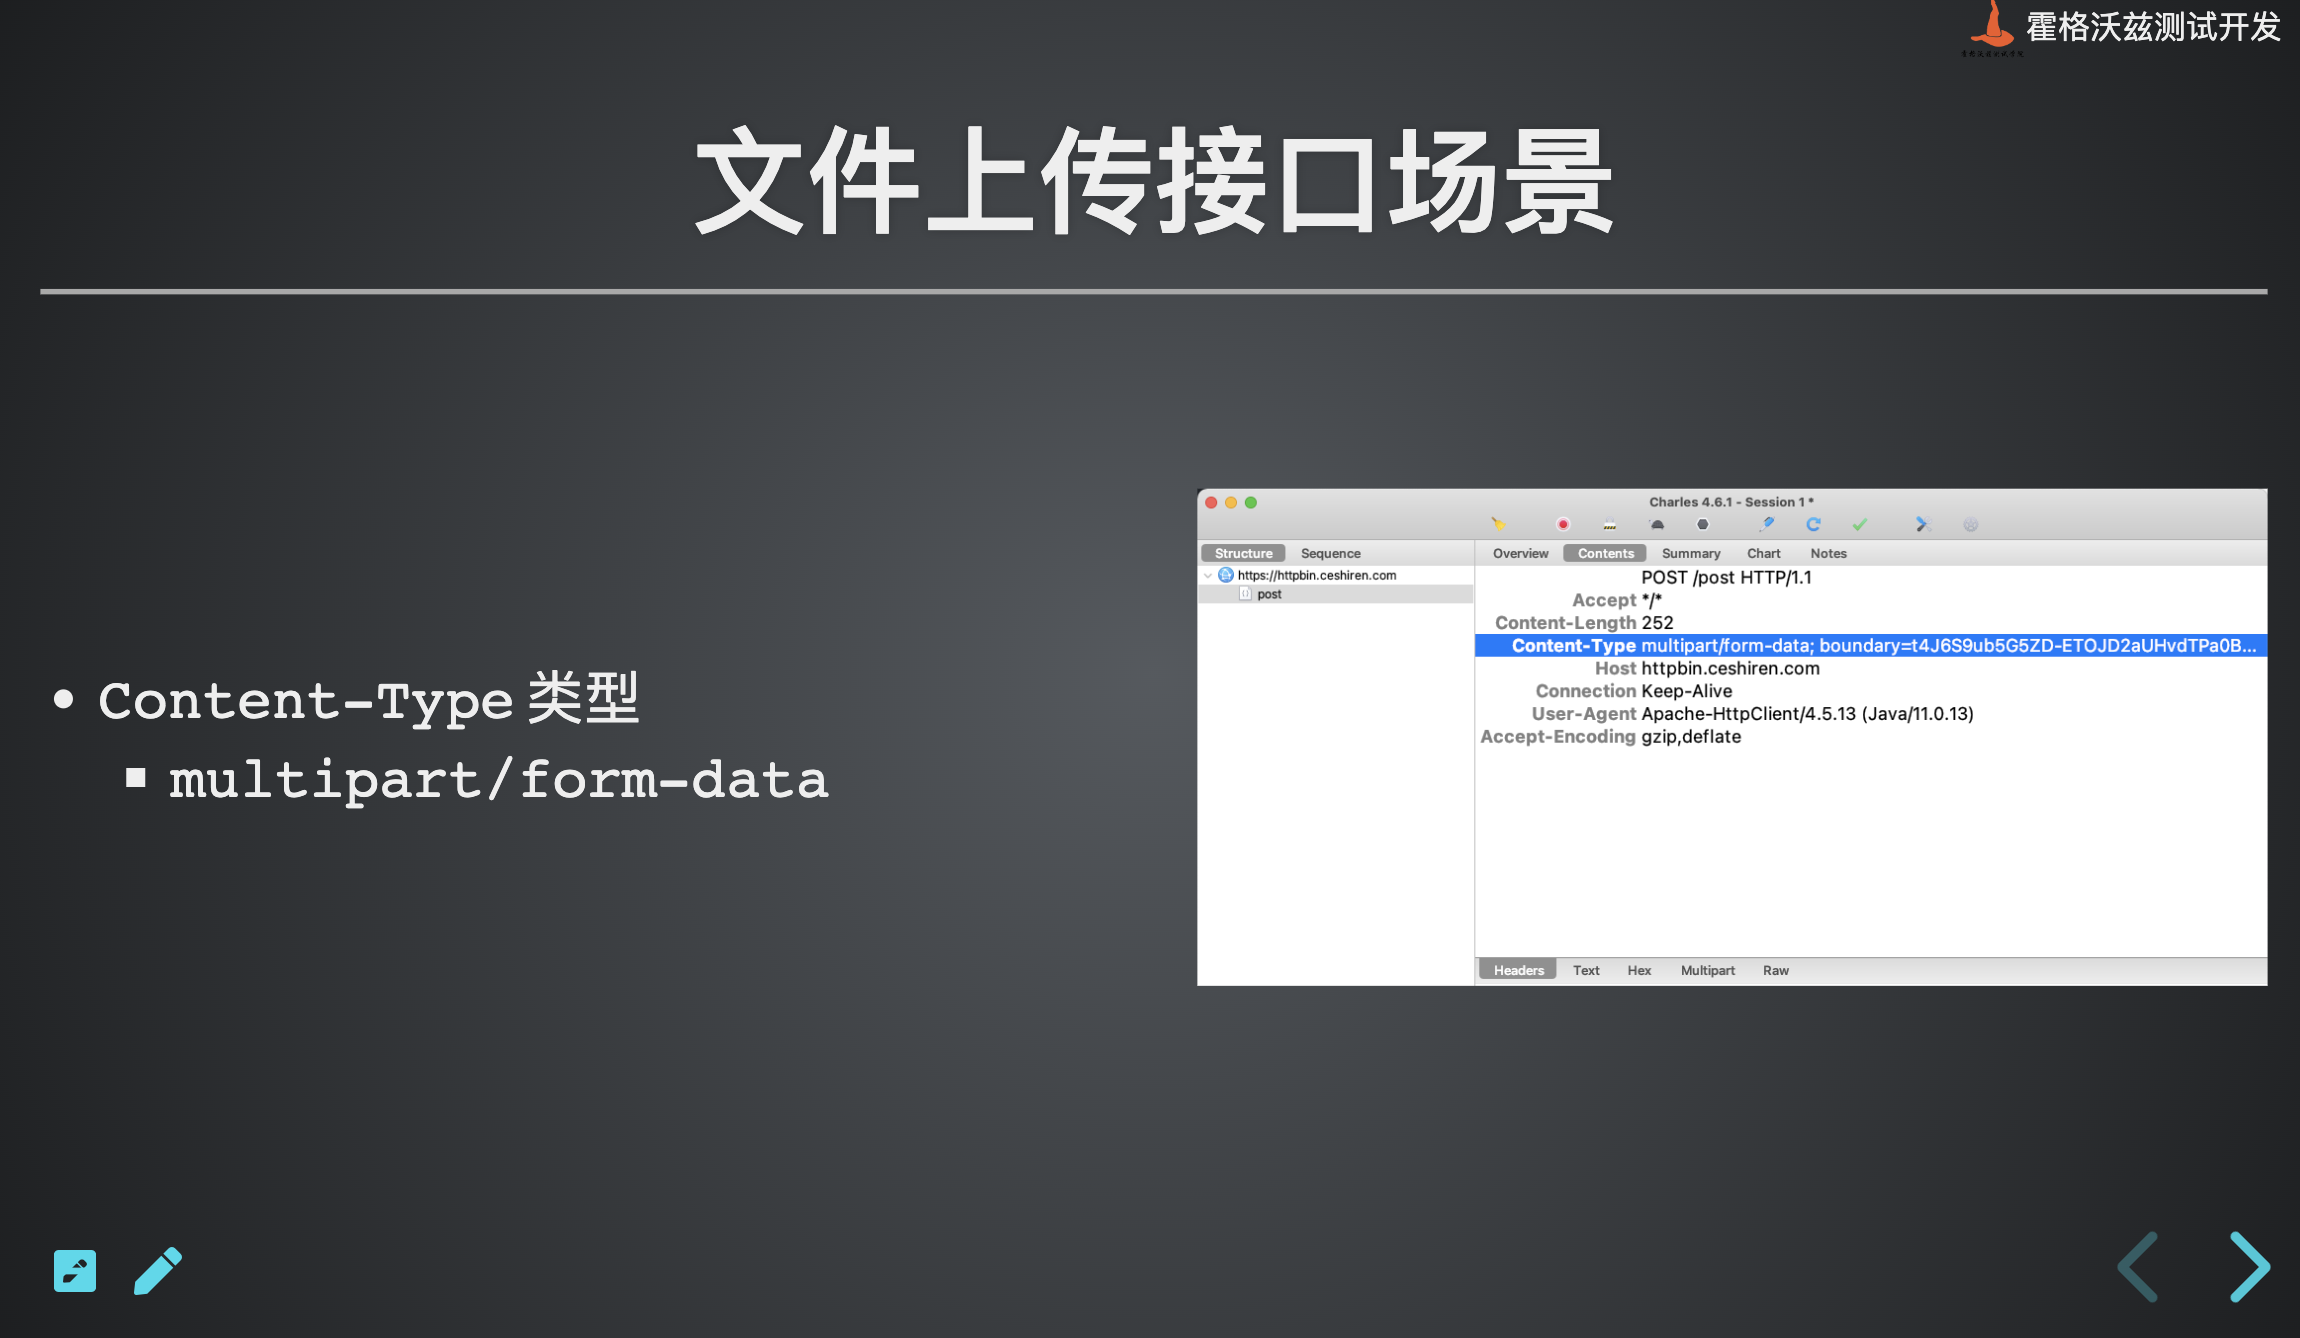 霍格沃兹测试开发
文件上传接口场景
Content-Type 类型
multipart/form-data
Charles 4.6.1 - Session 1 *
Structure Sequence
https://httpbin.ceshiren.com
post
Overview Contents Summary Chart Notes
POST /post HTTP/1.1
Accept */*
Content-Length 252
Content-Type multipart/form-data; boundary=t4J6S9ub5G5ZD-ETOJD2aUHvdTPa0B...
Host httpbin.ceshiren.com
Connection Keep-Alive
User-Agent Apache-HttpClient/4.5.13 (Java/11.0.13)
Accept-Encoding gzip,deflate
Headers Text Hex Multipart Raw